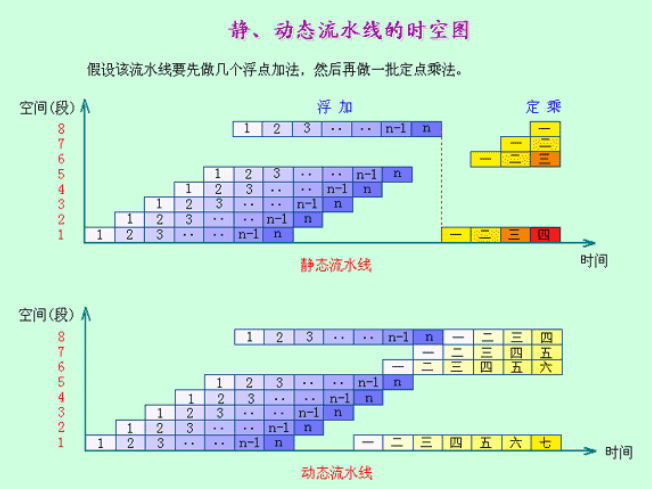 静、动态流水线的时空图
假设该流水线要先做几个浮点加法，然后再做一批定点乘法。
空间(段) 浮加 定 乘
8 1 2 3 ·· ·· n-1 n 一
7 一 二
6 一 二 三
5 1 2 3 ·· ·· n-1 n
4 1 2 3 ·· ·· n-1 n
3 1 2 3 ·· ·· n-1 n
2 1 2 3 ·· ·· n-1 n
1 1 2 3 ·· ·· n-1 n 一 二 三 四
静态流水线 时间
空间(段)
8 1 2 3 ·· ·· n-1 n 一 二 三 四
7 一 二 三 四 五
6 一 二 三 四 五 六
5 1 2 3 ·· ·· n-1 n
4 1 2 3 ·· ·· n-1 n
3 1 2 3 ·· ·· n-1 n
2 1 2 3 ·· ·· n-1 n
1 1 2 3 ·· ·· n-1 n 一 二 三 四 五 六 七
时间
动态流水线